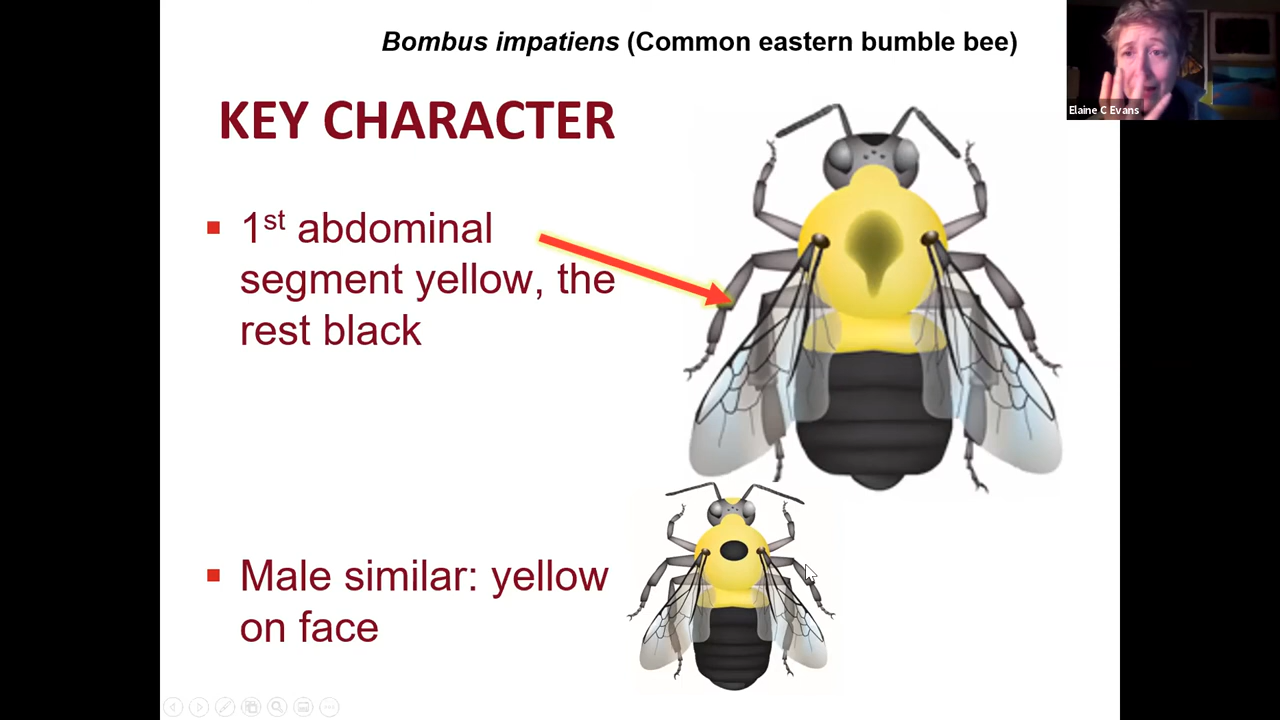 Bombus impatiens (Common eastern bumble bee)
Elaine C Evans
KEY CHARACTER
1st abdominal
segment yellow, the
rest black
Male similar: yellow
on face